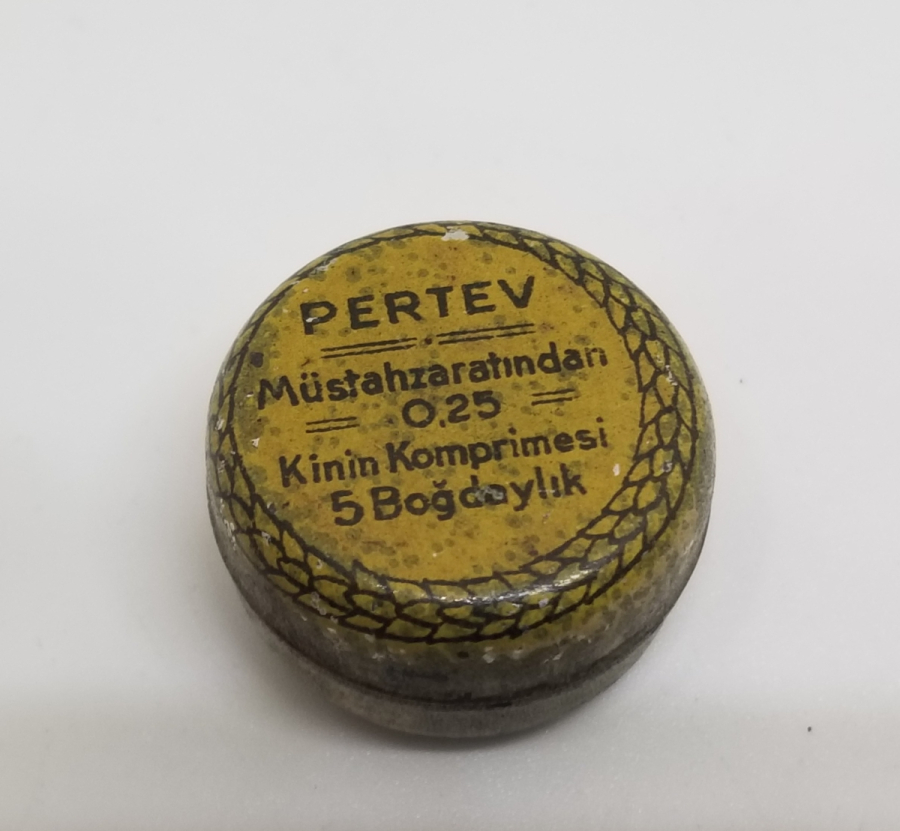 PERTEV
Müstahzaratından
0,25
Kinin Komprimesi
5 Boğdaylık